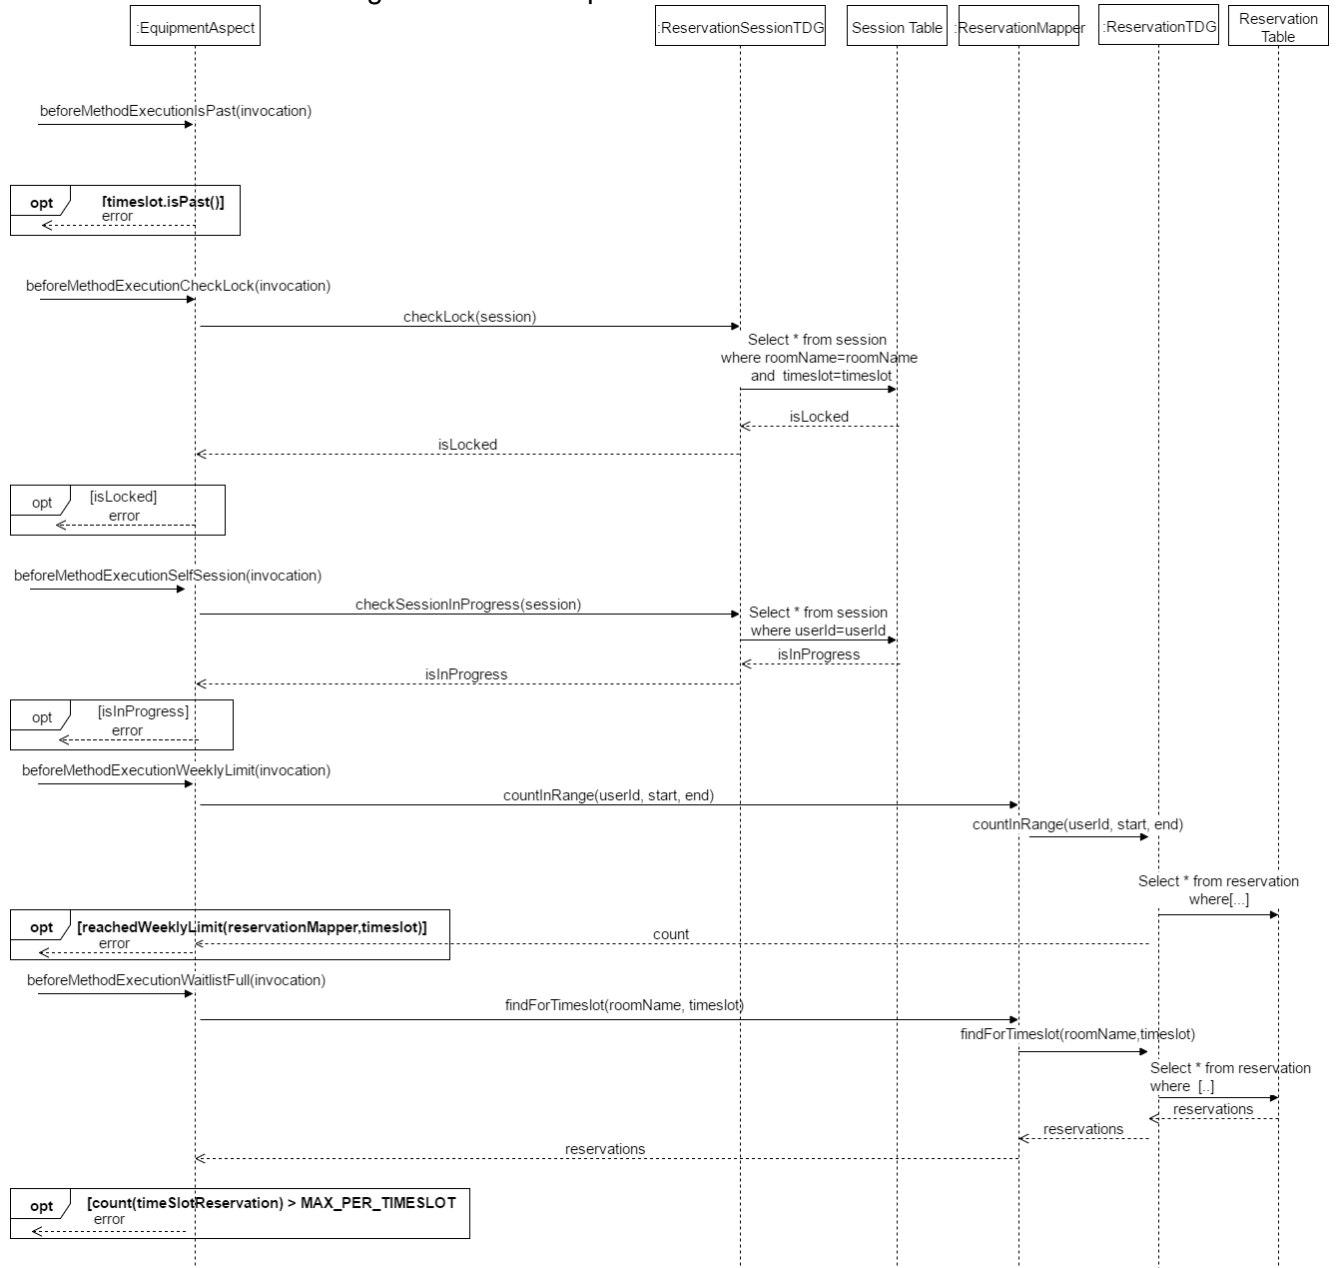 :EquipmentAspect
:ReservationSessionTDG
Session Table
:ReservationMapper
:ReservationTDG
Reservation
Table
beforeMethodExecutionIsPast(invocation)
opt
[timeslot.isPast()]
error
beforeMethodExecutionCheckLock(invocation)
checkLock(session)
Select * from session
where roomName=roomName
and timeslot=timeslot
isLocked
isLocked
opt
[isLocked]
error
beforeMethodExecutionSelfSession(invocation)
checkSessionInProgress(session)
Select * from session
where userId=userId
isInProgress
isInProgress
opt
[isInProgress]
error
beforeMethodExecutionWeeklyLimit(invocation)
countInRange(userId, start, end)
countInRange(userId, start, end)
Select * from reservation
where[...]
opt
[reachedWeeklyLimit(reservationMapper,timeslot)]
error
count
beforeMethodExecutionWaitlistFull(invocation)
findForTimeslot(roomName, timeslot)
findForTimeslot(roomName,timeslot)
Select * from reservation
where [..]
reservations
reservations
reservations
opt
[count(timeSlotReservation) > MAX_PER_TIMESLOT
error